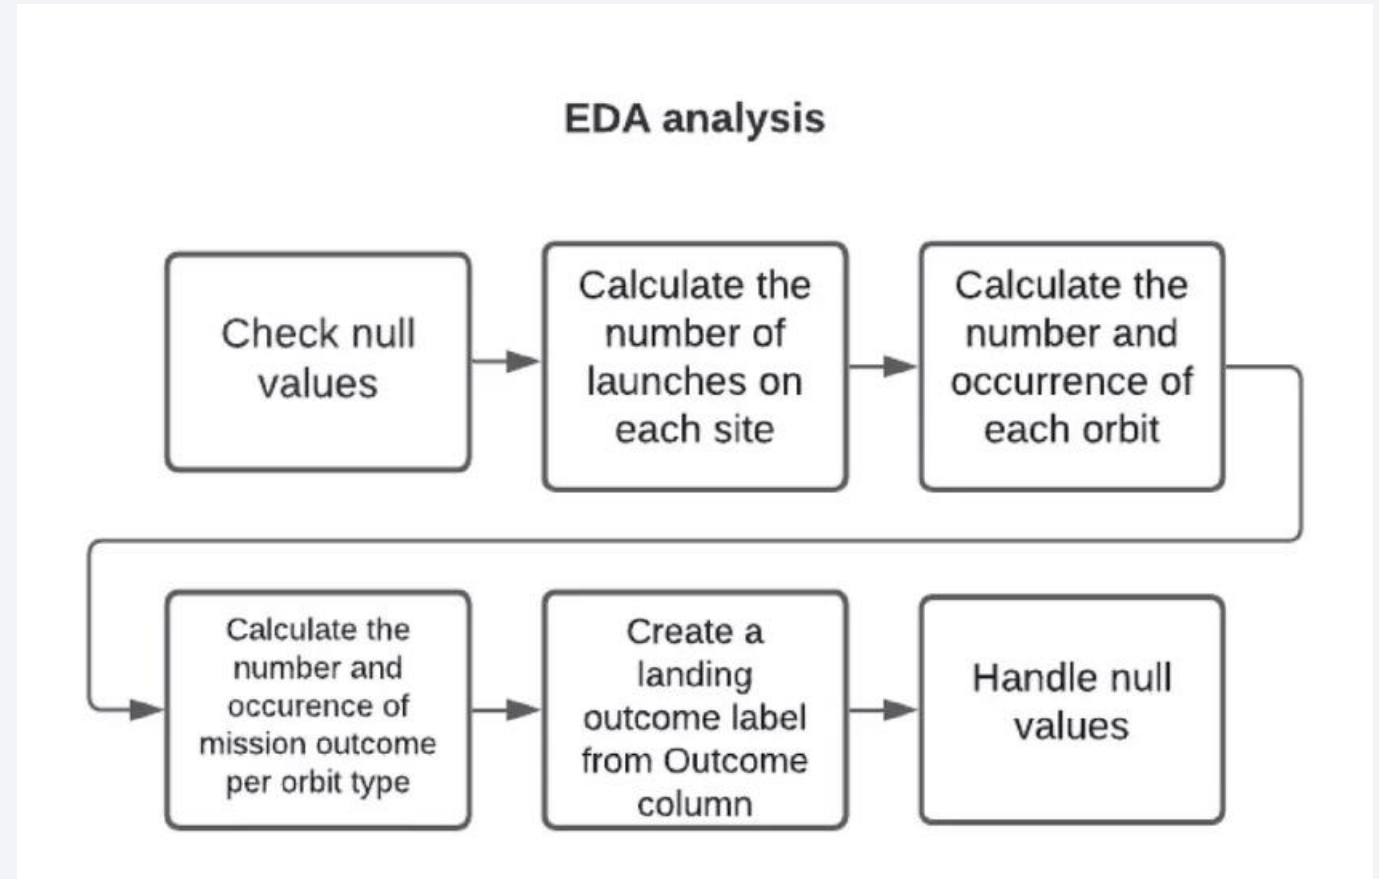 EDA analysis
Check null
values
Calculate the
number of
launches on
each site
Calculate the
number and
occurrence of
each orbit
Calculate the
number and
occurence of
mission outcome
per orbit type
Create a
landing
outcome label
from Outcome
column
Handle null
values